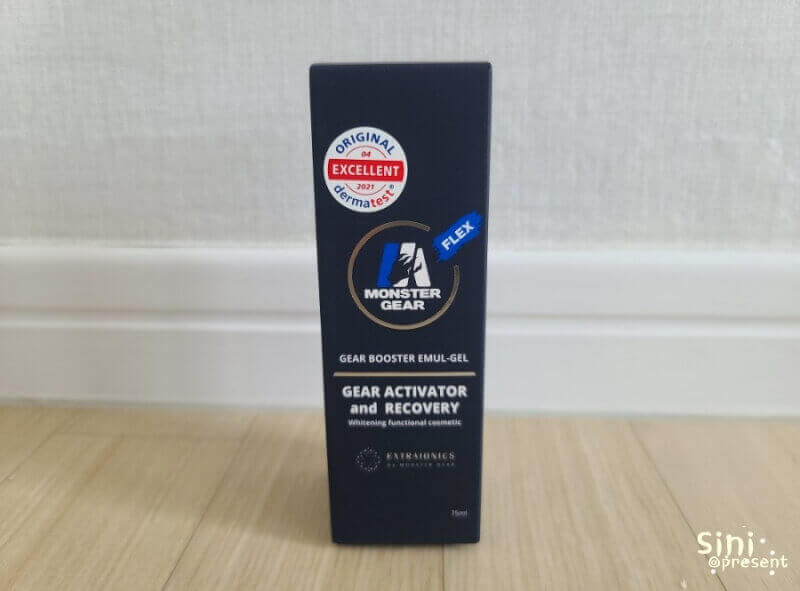 ORIGINAL
04
EXCELLENT
2021
dermatest®
FLEX
MONSTER
GEAR
GEAR BOOSTER EMUL-GEL
GEAR ACTIVATOR
and RECOVERY
Whitening functional cosmetic
EXTRAIONICS
By MONSTER GEAR
75ml
Sini
@present